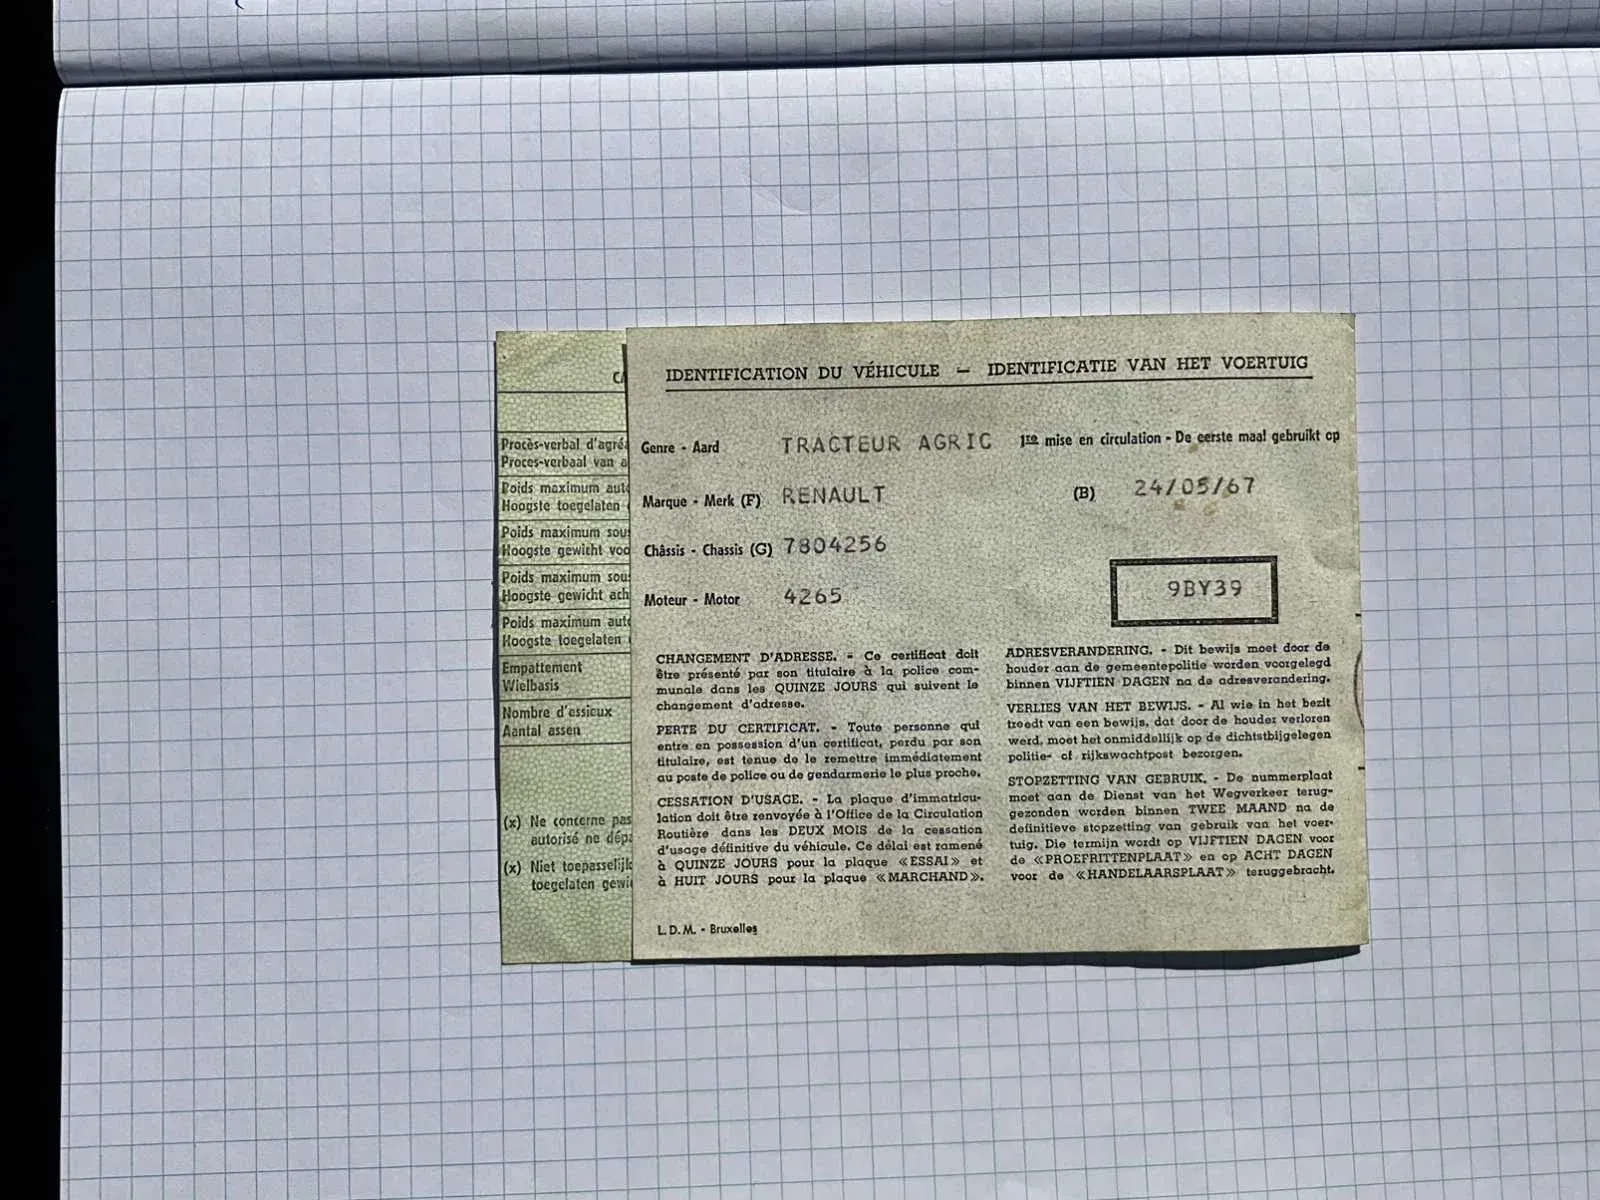 CA
Procès-verbal d'agréa
Proces-verbaal van a
Poids maximum auto
Hoogste toegelaten
Poids maximum sous
Hoogste gewicht voo
Poids maximum sous
Hoogste gewicht ach
Poids maximum auto
Hoogste toegelaten
Empattement
Wielbasis
Nombre d'essieux
Aantal assen
(x) Ne concerne pas
autorisé ne dépa
(x) Niet toepasselijk
toegelaten gewi
IDENTIFICATION DU VÉHICULE — IDENTIFICATIE VAN HET VOERTUIG
Genre - Aard TRACTEUR AGRIC 1re mise en circulation - De eerste maal gebruikt op
Marque - Merk (F) RENAULT (B) 24/05/67
Châssis - Chassis (G) 7804256
Moteur - Motor 4265
9BY39
CHANGEMENT D'ADRESSE. - Ce certificat doit
être présenté par son titulaire à la police com-
munale dans les QUINZE JOURS qui suivent le
changement d'adresse.
PERTE DU CERTIFICAT. - Toute personne qui
entre en possession d'un certificat, perdu par son
titulaire, est tenue de le remettre immédiatement
au poste de police ou de gendarmerie le plus proche.
CESSATION D'USAGE. - La plaque d'immatricu-
lation doit être renvoyée à l'Office de la Circulation
Routière dans les DEUX MOIS de la cessation
d'usage définitive du véhicule. Ce délai est ramené
à QUINZE JOURS pour la plaque «ESSAI» et
à HUIT JOURS pour la plaque «MARCHAND».
ADRESVERANDERING. - Dit bewijs moet door de
houder aan de gemeentepolitie worden voorgelegd
binnen VIJFTIEN DAGEN na de adresverandering.
VERLIES VAN HET BEWIJS. - Al wie in het bezit
treedt van een bewijs, dat door de houder verloren
werd, moet het onmiddellijk op de dichtstbijgelegen
politie- of rijkswachtpost bezorgen.
STOPZETTING VAN GEBRUIK. - De nummerplaat
moet aan de Dienst van het Wegverkeer terug-
gezonden worden binnen TWEE MAAND na de
definitieve stopzetting van gebruik van het voer-
tuig. Die termijn wordt op VIJFTIEN DAGEN voor
de «PROEFRITTENPLAAT» en op ACHT DAGEN
voor de «HANDELAARSPLAAT» teruggebracht.
L.D.M. - Bruxelles